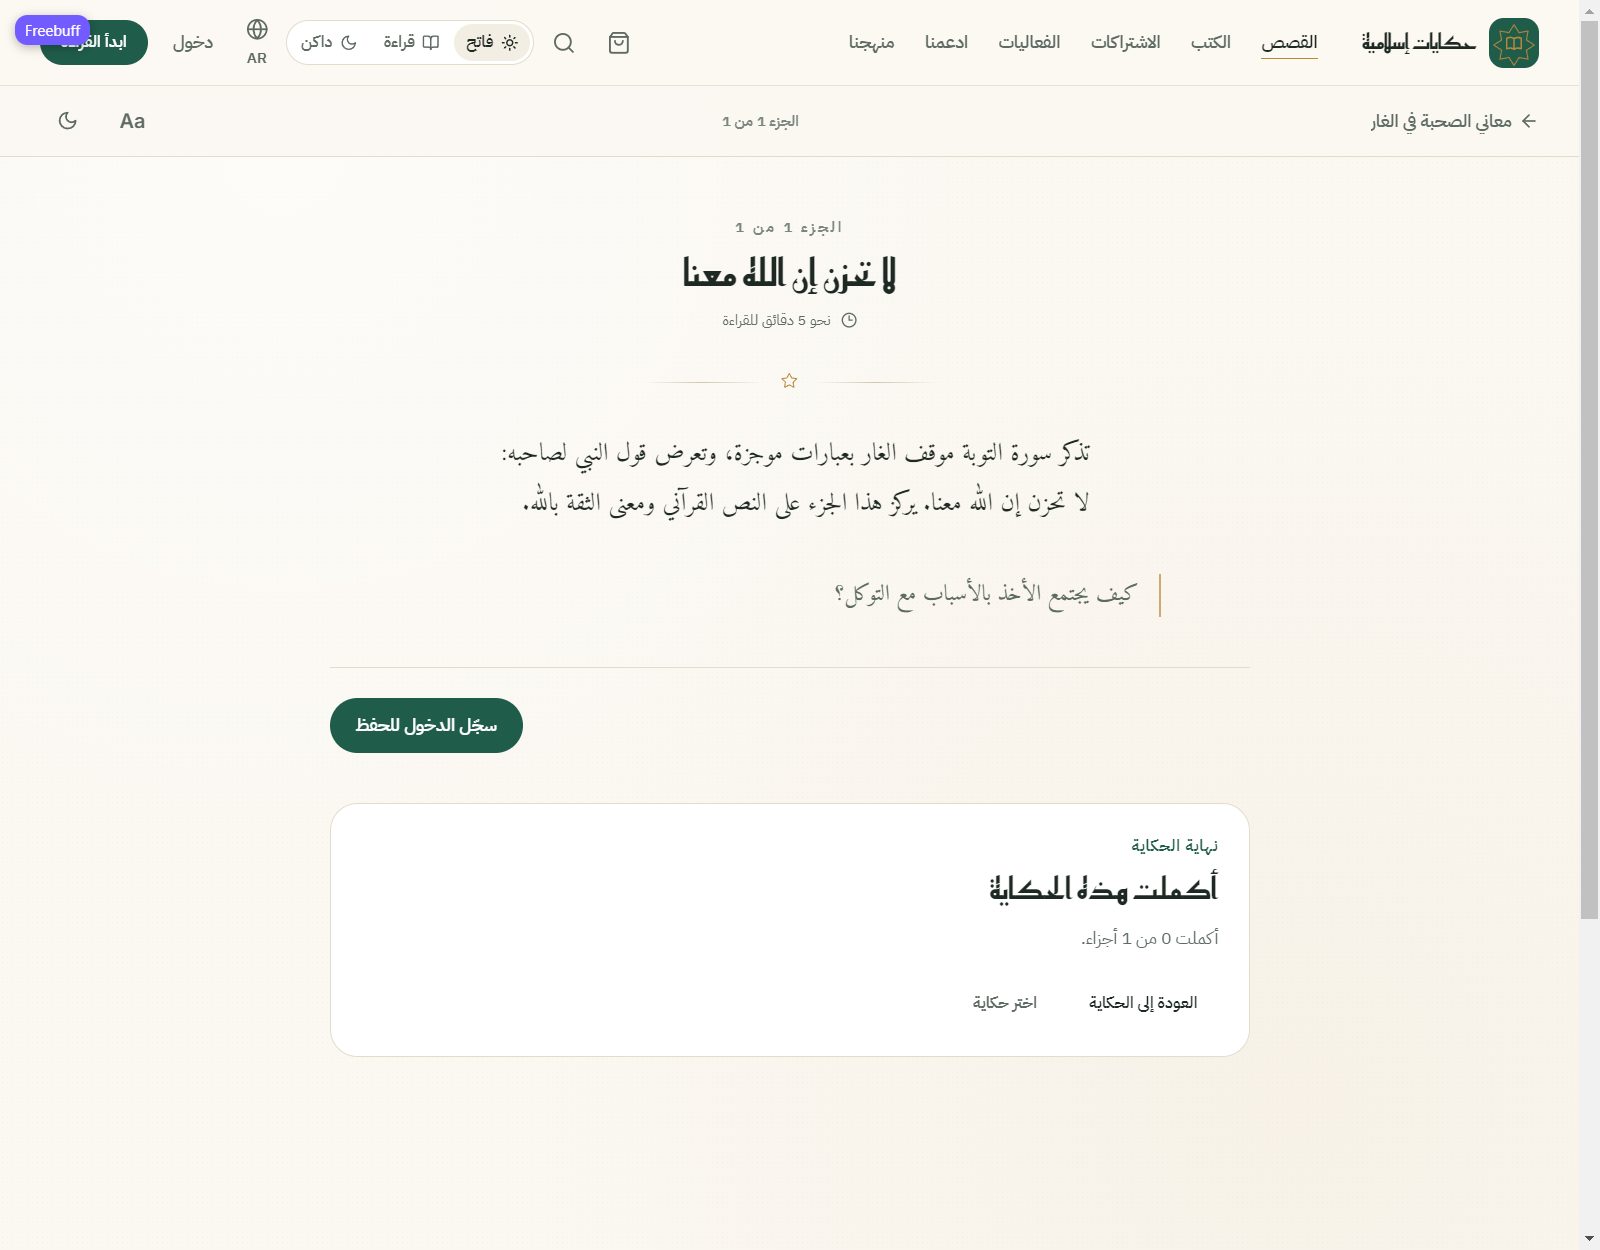 حكايات إسلامية
القصص
الكتب
الاشتراكات
الفعاليات
ادعمنا
منهجنا
فاتح
قراءة
داكن
AR
دخول
ابدأ
Freebuff
معاني الصحبة في الغار
الجزء 1 من 1
Aa
الجزء 1 من 1
لا تحزن إن الله معنا
نحو 5 دقائق للقراءة
تذكر سورة التوبة موقف الغار بعبارات موجزة، وتعرض قول النبي لصاحبه:
لا تحزن إن الله معنا. يركز هذا الجزء على النص القرآني ومعنى الثقة بالله.
كيف يجتمع الأخذ بالأسباب مع التوكل؟
سجّل الدخول للحفظ
نهاية الحكاية
أكملت هذه الحكاية
أكملت 0 من 1 أجزاء.
العودة إلى الحكاية
اختر حكاية